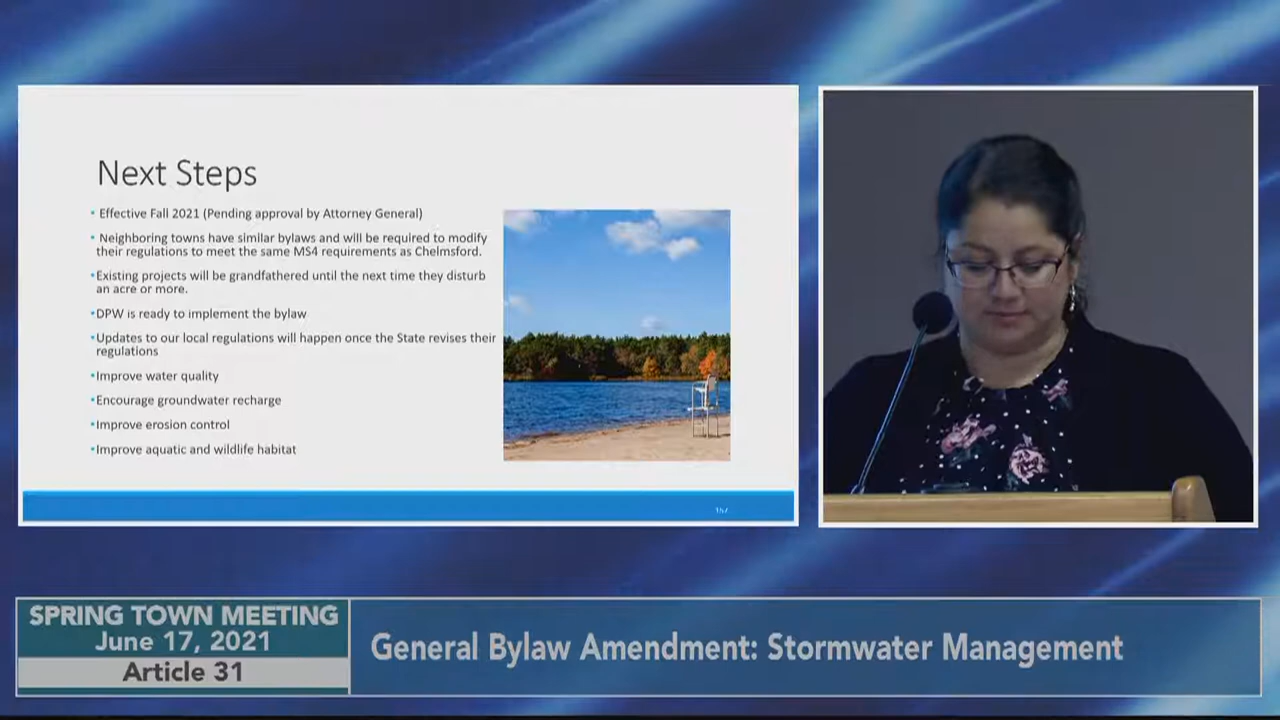 Next Steps
• Effective Fall 2021 (Pending approval by Attorney General)
• Neighboring towns have similar bylaws and will be required to modify
their regulations to meet the same MS4 requirements as Chelmsford.
•Existing projects will be grandfathered until the next time they disturb
an acre or more.
•DPW is ready to implement the bylaw
•Updates to our local regulations will happen once the State revises their
regulations
•Improve water quality
•Encourage groundwater recharge
•Improve erosion control
•Improve aquatic and wildlife habitat
SPRING TOWN MEETING
June 17, 2021
Article 31
General Bylaw Amendment: Stormwater Management